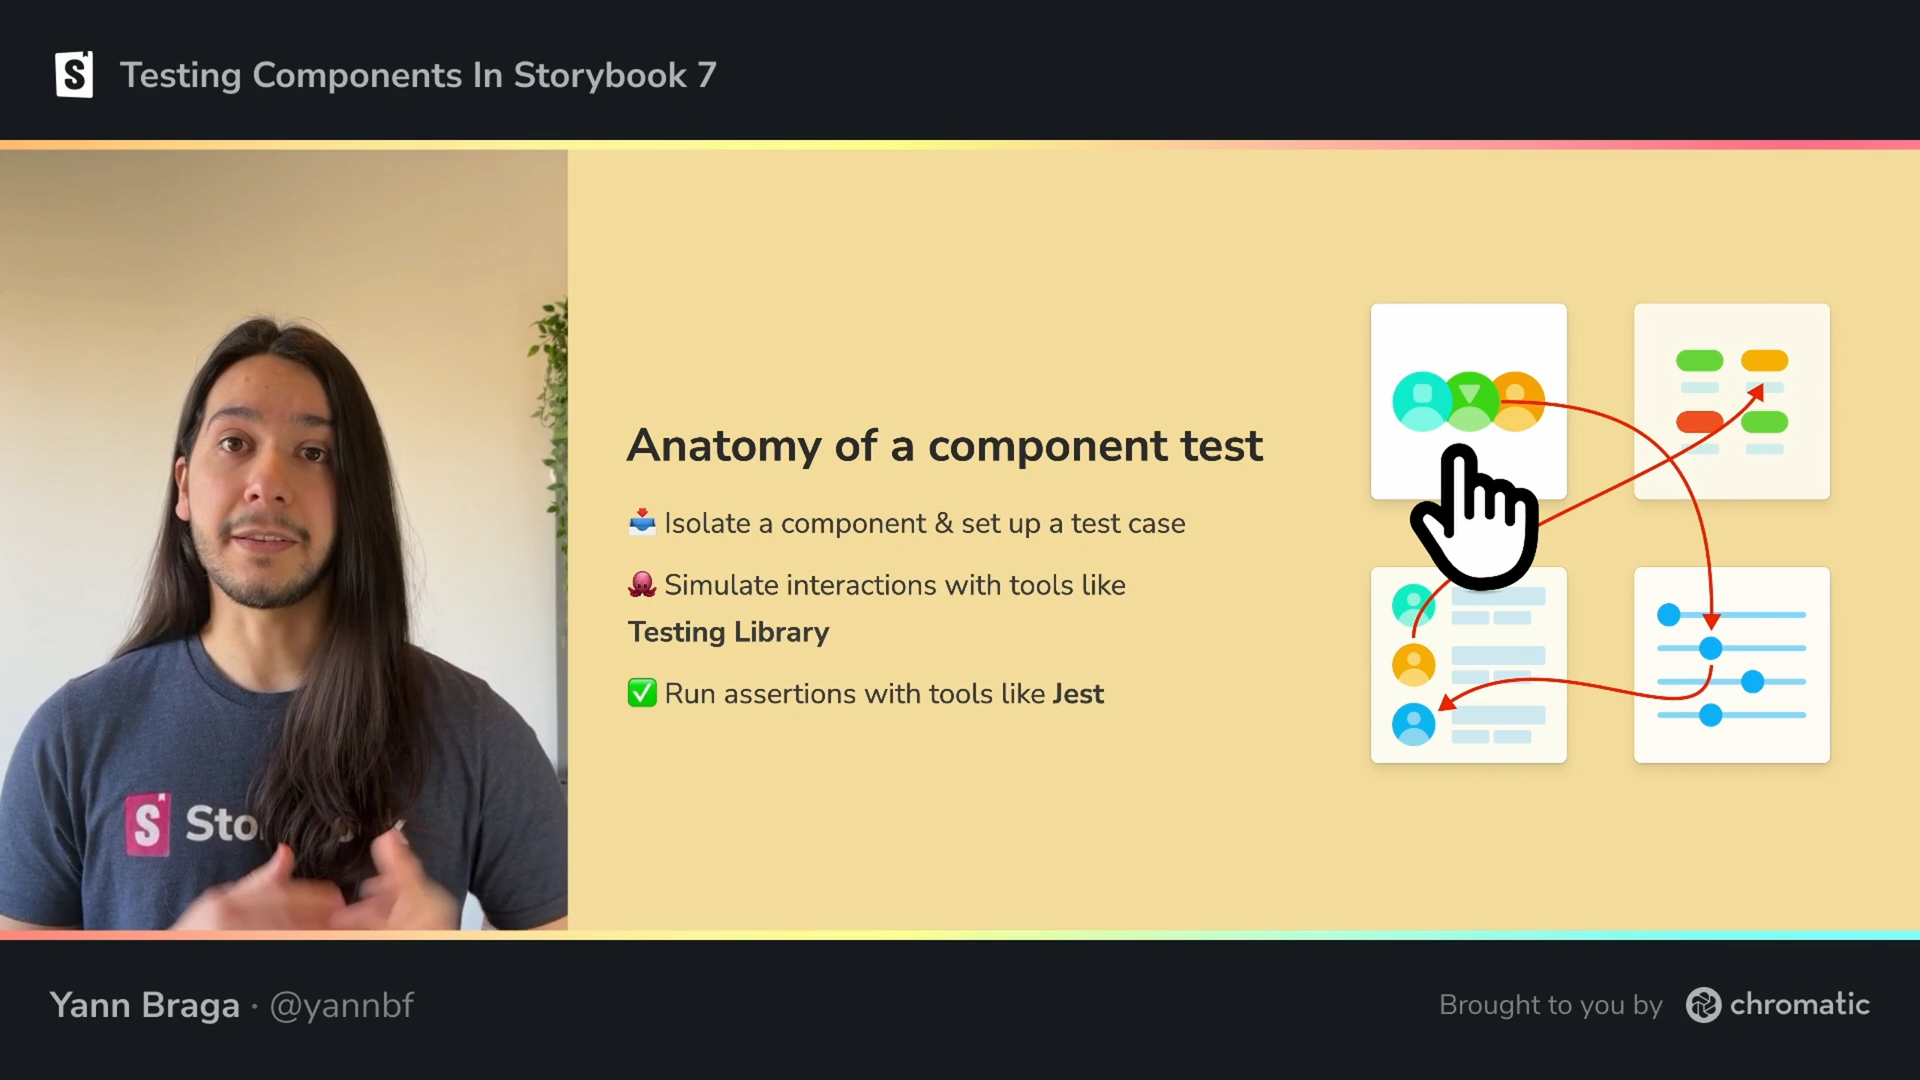 S Testing Components In Storybook 7
Anatomy of a component test
📥 Isolate a component & set up a test case
🐙 Simulate interactions with tools like
Testing Library
✅ Run assertions with tools like Jest
S Sto
Yann Braga · @yannbf
Brought to you by chromatic